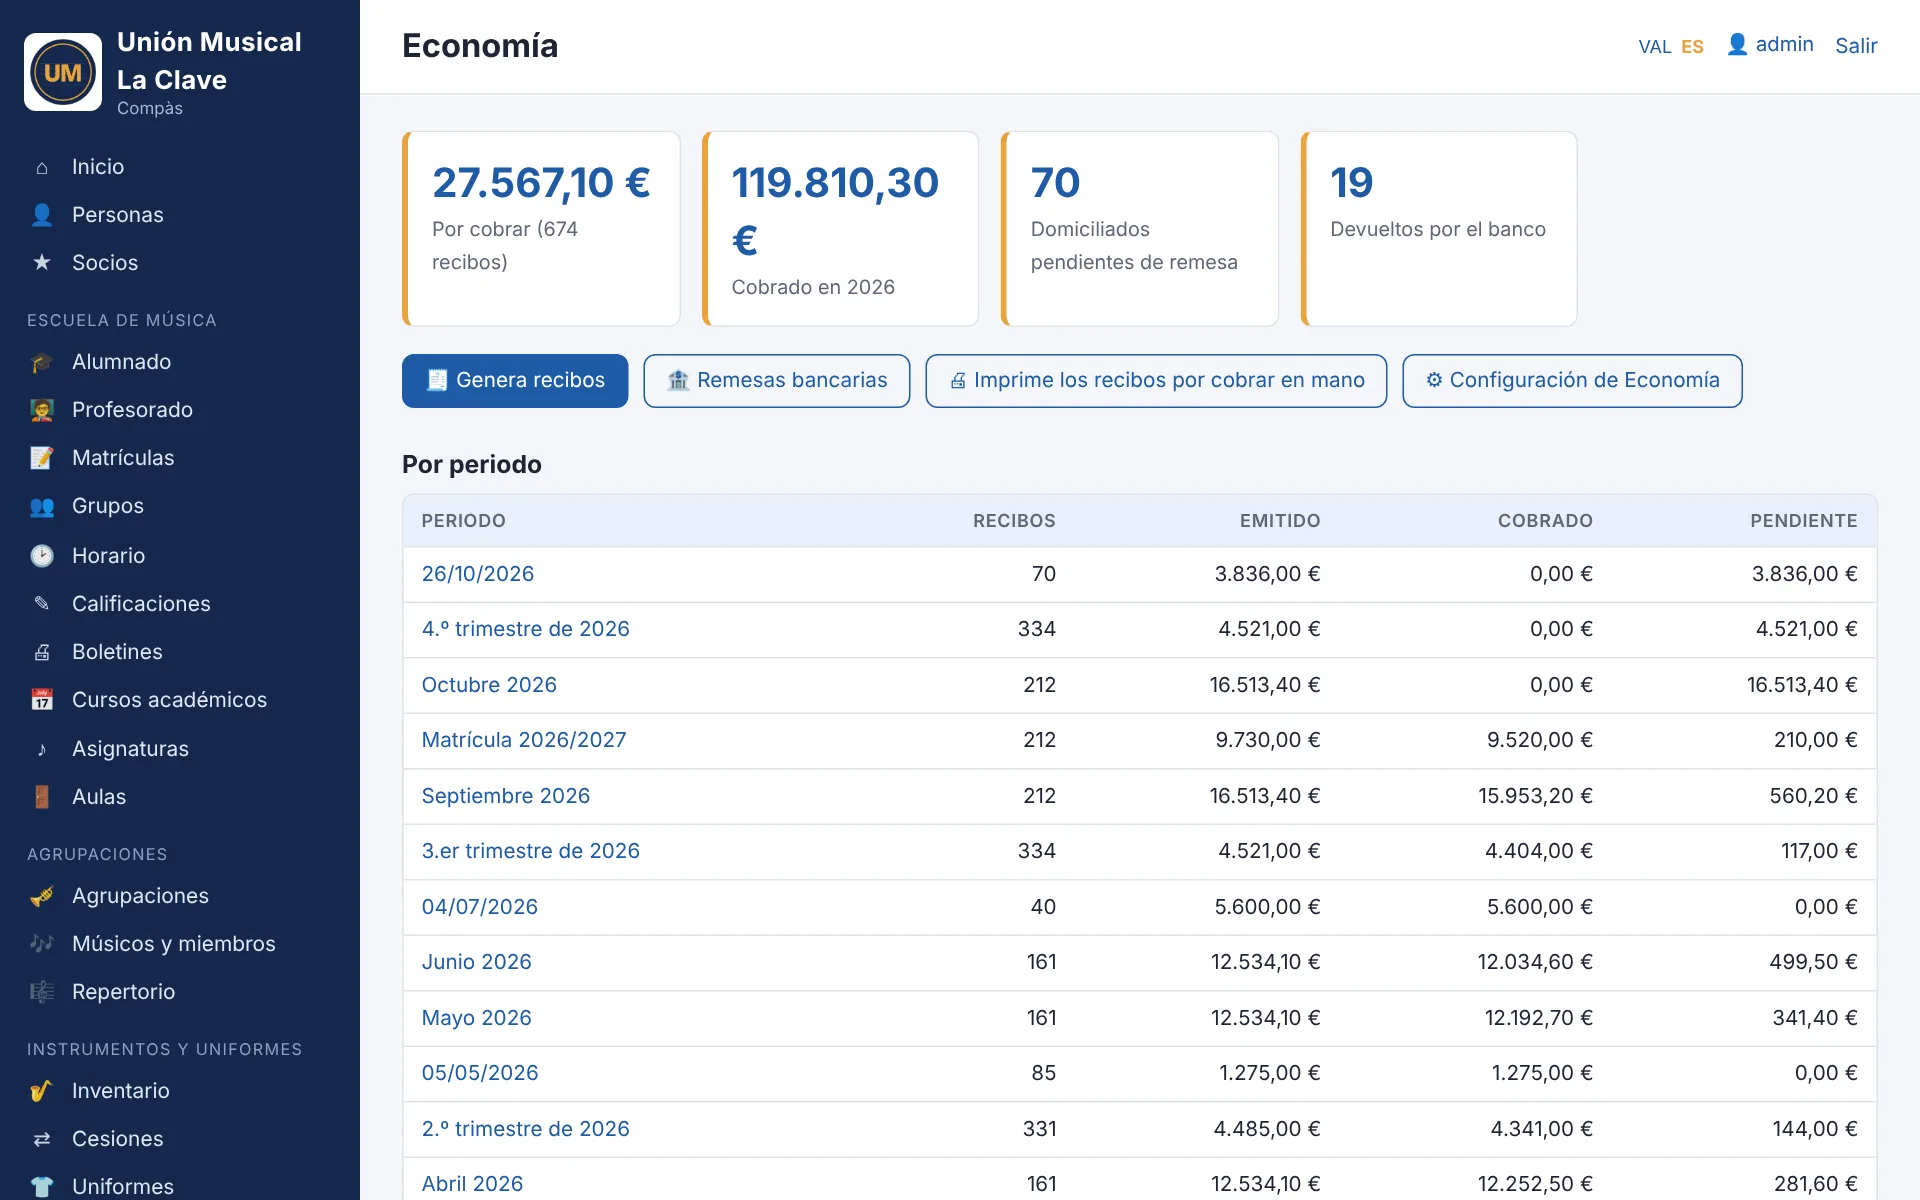 UM
Unión Musical
La Clave
Compàs
Inicio
Personas
Socios
ESCUELA DE MÚSICA
Alumnado
Profesorado
Matrículas
Grupos
Horario
Calificaciones
Boletines
Cursos académicos
Asignaturas
Aulas
AGRUPACIONES
Agrupaciones
Músicos y miembros
Repertorio
INSTRUMENTOS Y UNIFORMES
Inventario
Cesiones
Uniformes
Economía
VAL ES admin Salir
27.567,10 €
Por cobrar (674
recibos)
119.810,30
€
Cobrado en 2026
70
Domiciliados
pendientes de remesa
19
Devueltos por el banco
Genera recibos
Remesas bancarias
Imprime los recibos por cobrar en mano
Configuración de Economía
Por periodo
PERIODO RECIBOS EMITIDO COBRADO PENDIENTE
26/10/2026 70 3.836,00 € 0,00 € 3.836,00 €
4.º trimestre de 2026 334 4.521,00 € 0,00 € 4.521,00 €
Octubre 2026 212 16.513,40 € 0,00 € 16.513,40 €
Matrícula 2026/2027 212 9.730,00 € 9.520,00 € 210,00 €
Septiembre 2026 212 16.513,40 € 15.953,20 € 560,20 €
3.er trimestre de 2026 334 4.521,00 € 4.404,00 € 117,00 €
04/07/2026 40 5.600,00 € 5.600,00 € 0,00 €
Junio 2026 161 12.534,10 € 12.034,60 € 499,50 €
Mayo 2026 161 12.534,10 € 12.192,70 € 341,40 €
05/05/2026 85 1.275,00 € 1.275,00 € 0,00 €
2.º trimestre de 2026 331 4.485,00 € 4.341,00 € 144,00 €
Abril 2026 161 12.534,10 € 12.252,50 € 281,60 €